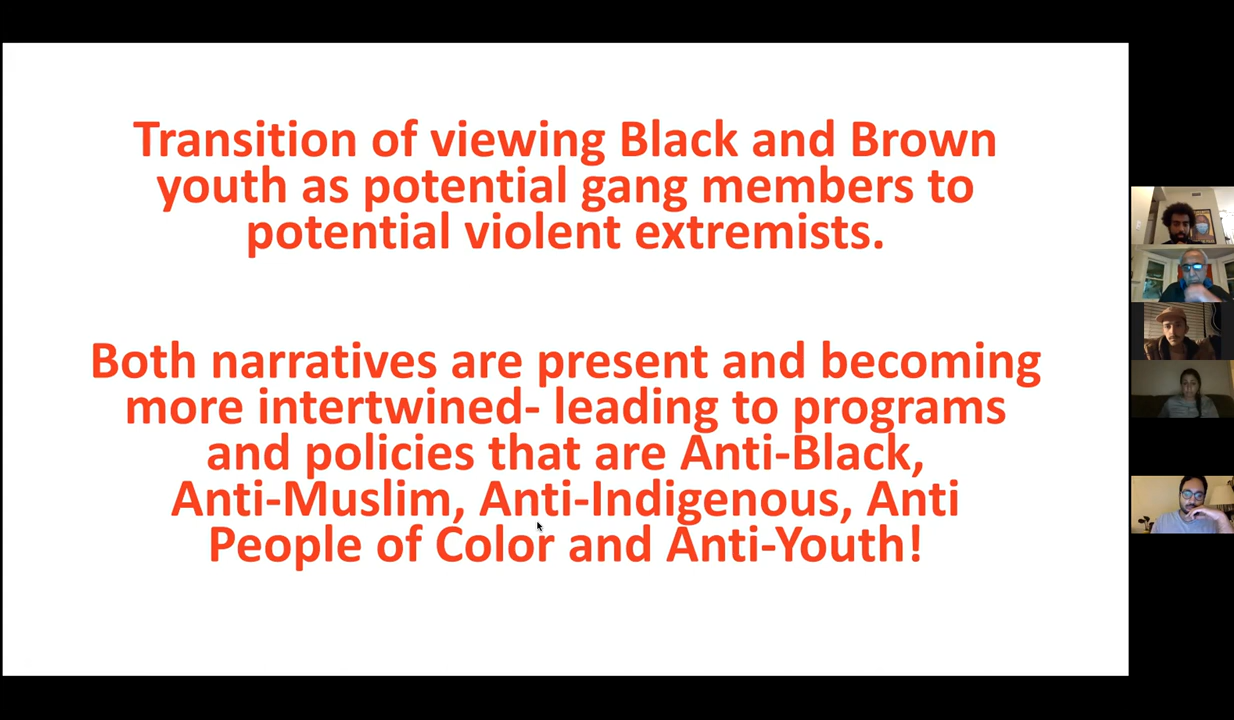 Transition of viewing Black and Brown
youth as potential gang members to
potential violent extremists.
Both narratives are present and becoming
more intertwined- leading to programs
and policies that are Anti-Black,
Anti-Muslim, Anti-Indigenous, Anti
People of Color and Anti-Youth!